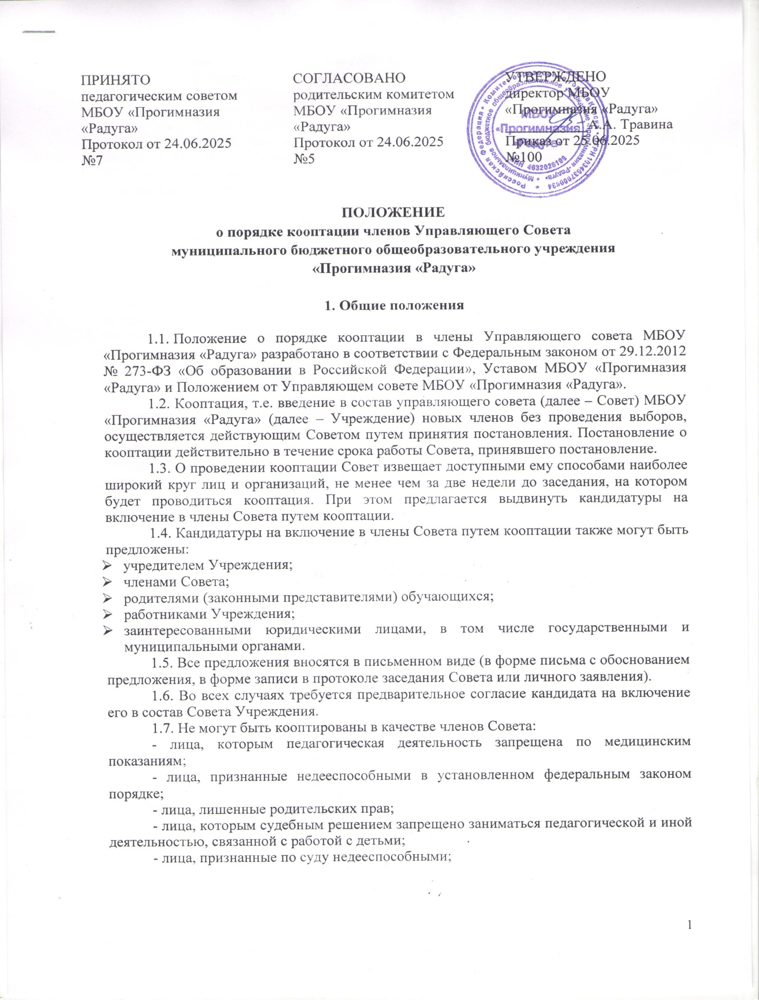 ПРИНЯТО
педагогическим советом
МБОУ «Прогимназия
«Радуга»
Протокол от 24.06.2025
№7
СОГЛАСОВАНО
родительским комитетом
МБОУ «Прогимназия
«Радуга»
Протокол от 24.06.2025
№5
УТВЕРЖДЕНО
директор МБОУ
«Прогимназия «Радуга»
А.А. Травина
Приказ от 25.06.2025
№100
МБОУ
«Прогимназия
«Радуга»
ИНН 4632026199
ПОЛОЖЕНИЕ
о порядке кооптации членов Управляющего Совета
муниципального бюджетного общеобразовательного учреждения
«Прогимназия «Радуга»
1. Общие положения
1.1. Положение о порядке кооптации в члены Управляющего совета МБОУ
«Прогимназия «Радуга» разработано в соответствии с Федеральным законом от 29.12.2012
№ 273-ФЗ «Об образовании в Российской Федерации», Уставом МБОУ «Прогимназия
«Радуга» и Положением от Управляющем совете МБОУ «Прогимназия «Радуга».
1.2. Кооптация, т.е. введение в состав управляющего совета (далее – Совет) МБОУ
«Прогимназия «Радуга» (далее – Учреждение) новых членов без проведения выборов,
осуществляется действующим Советом путем принятия постановления. Постановление о
кооптации действительно в течение срока работы Совета, принявшего постановление.
1.3. О проведении кооптации Совет извещает доступными ему способами наиболее
широкий круг лиц и организаций, не менее чем за две недели до заседания, на котором
будет проводиться кооптация. При этом предлагается выдвинуть кандидатуры на
включение в члены Совета путем кооптации.
1.4. Кандидатуры на включение в члены Совета путем кооптации также могут быть
предложены:
➢ учредителем Учреждения;
➢ членами Совета;
➢ родителями (законными представителями) обучающихся;
➢ работниками Учреждения;
➢ заинтересованными юридическими лицами, в том числе государственными и
муниципальными органами.
1.5. Все предложения вносятся в письменном виде (в форме письма с обоснованием
предложения, в форме записи в протоколе заседания Совета или личного заявления).
1.6. Во всех случаях требуется предварительное согласие кандидата на включение
его в состав Совета Учреждения.
1.7. Не могут быть кооптированы в качестве членов Совета:
- лица, которым педагогическая деятельность запрещена по медицинским
показаниям;
- лица, признанные недееспособными в установленном федеральным законом
порядке;
- лица, лишенные родительских прав;
- лица, которым судебным решением запрещено заниматься педагогической и иной
деятельностью, связанной с работой с детьми;
- лица, признанные по суду недееспособными;
1